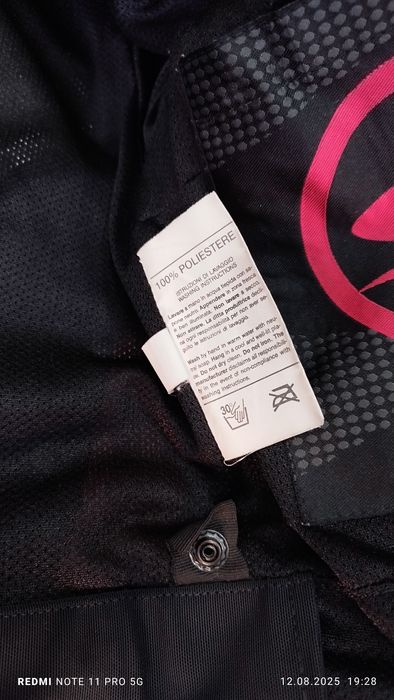 100% POLIESTERE
ISTRUZIONI DI LAVAGGIO
WASHING INSTRUCTIONS
Lavare a mano in acqua tiepida con sa-
pone neutro. Appendere in zona fresca
e ben illuminata. Non lavare a secco.
Non stirare. La ditta produttrice declina
ogni responsabilità per non aver se-
guito le istruzioni di lavaggio.
Wash by hand in warm water with neu-
tral soap. Hang in a cool and well-lit pla-
ce. Do not dry clean. Do not iron. The
manufacturer disclaims all responsibili-
ty in the event of non-compliance with
washing instructions.
30°
REDMI NOTE 11 PRO 5G
12.08.2025 19:28